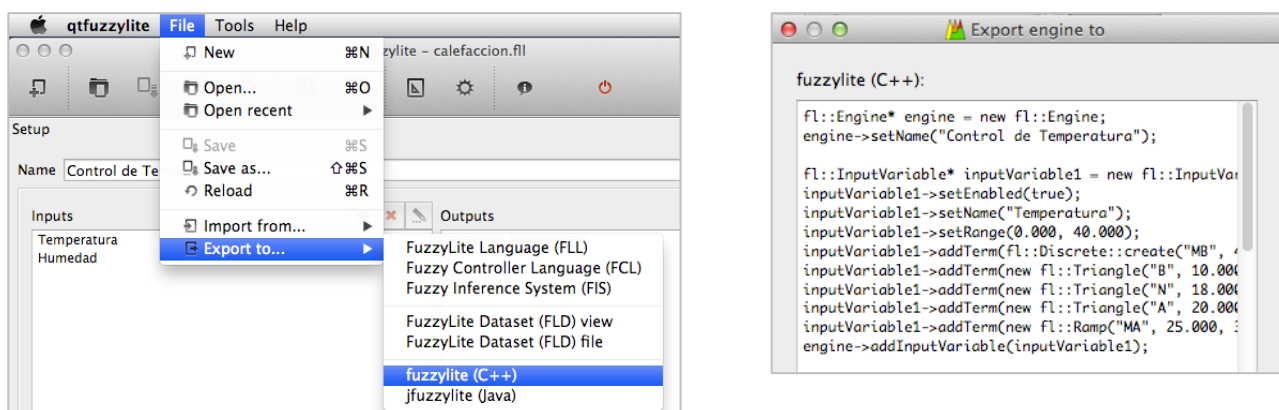 qtfuzzylite File Tools Help
zylite – calefaccion.fll
New ⌘N
Open... ⌘O
Open recent
Setup
Save ⌘S
Name Control de Te
Save as... ⇧⌘S
Reload ⌘R
Inputs
Import from...
Outputs
Temperatura
Export to...
Humedad
FuzzyLite Language (FLL)
Fuzzy Controller Language (FCL)
Fuzzy Inference System (FIS)
FuzzyLite Dataset (FLD) view
FuzzyLite Dataset (FLD) file
fuzzylite (C++)
jfuzzylite (Java)
Export engine to
fuzzylite (C++):
fl::Engine* engine = new fl::Engine;
engine->setName("Control de Temperatura");
fl::InputVariable* inputVariable1 = new fl::InputVar
inputVariable1->setEnabled(true);
inputVariable1->setName("Temperatura");
inputVariable1->setRange(0.000, 40.000);
inputVariable1->addTerm(fl::Discrete::create("MB",
inputVariable1->addTerm(new fl::Triangle("B", 10.000
inputVariable1->addTerm(new fl::Triangle("N", 18.000
inputVariable1->addTerm(new fl::Triangle("A", 20.000
inputVariable1->addTerm(new fl::Ramp("MA", 25.000,
engine->addInputVariable(inputVariable1);